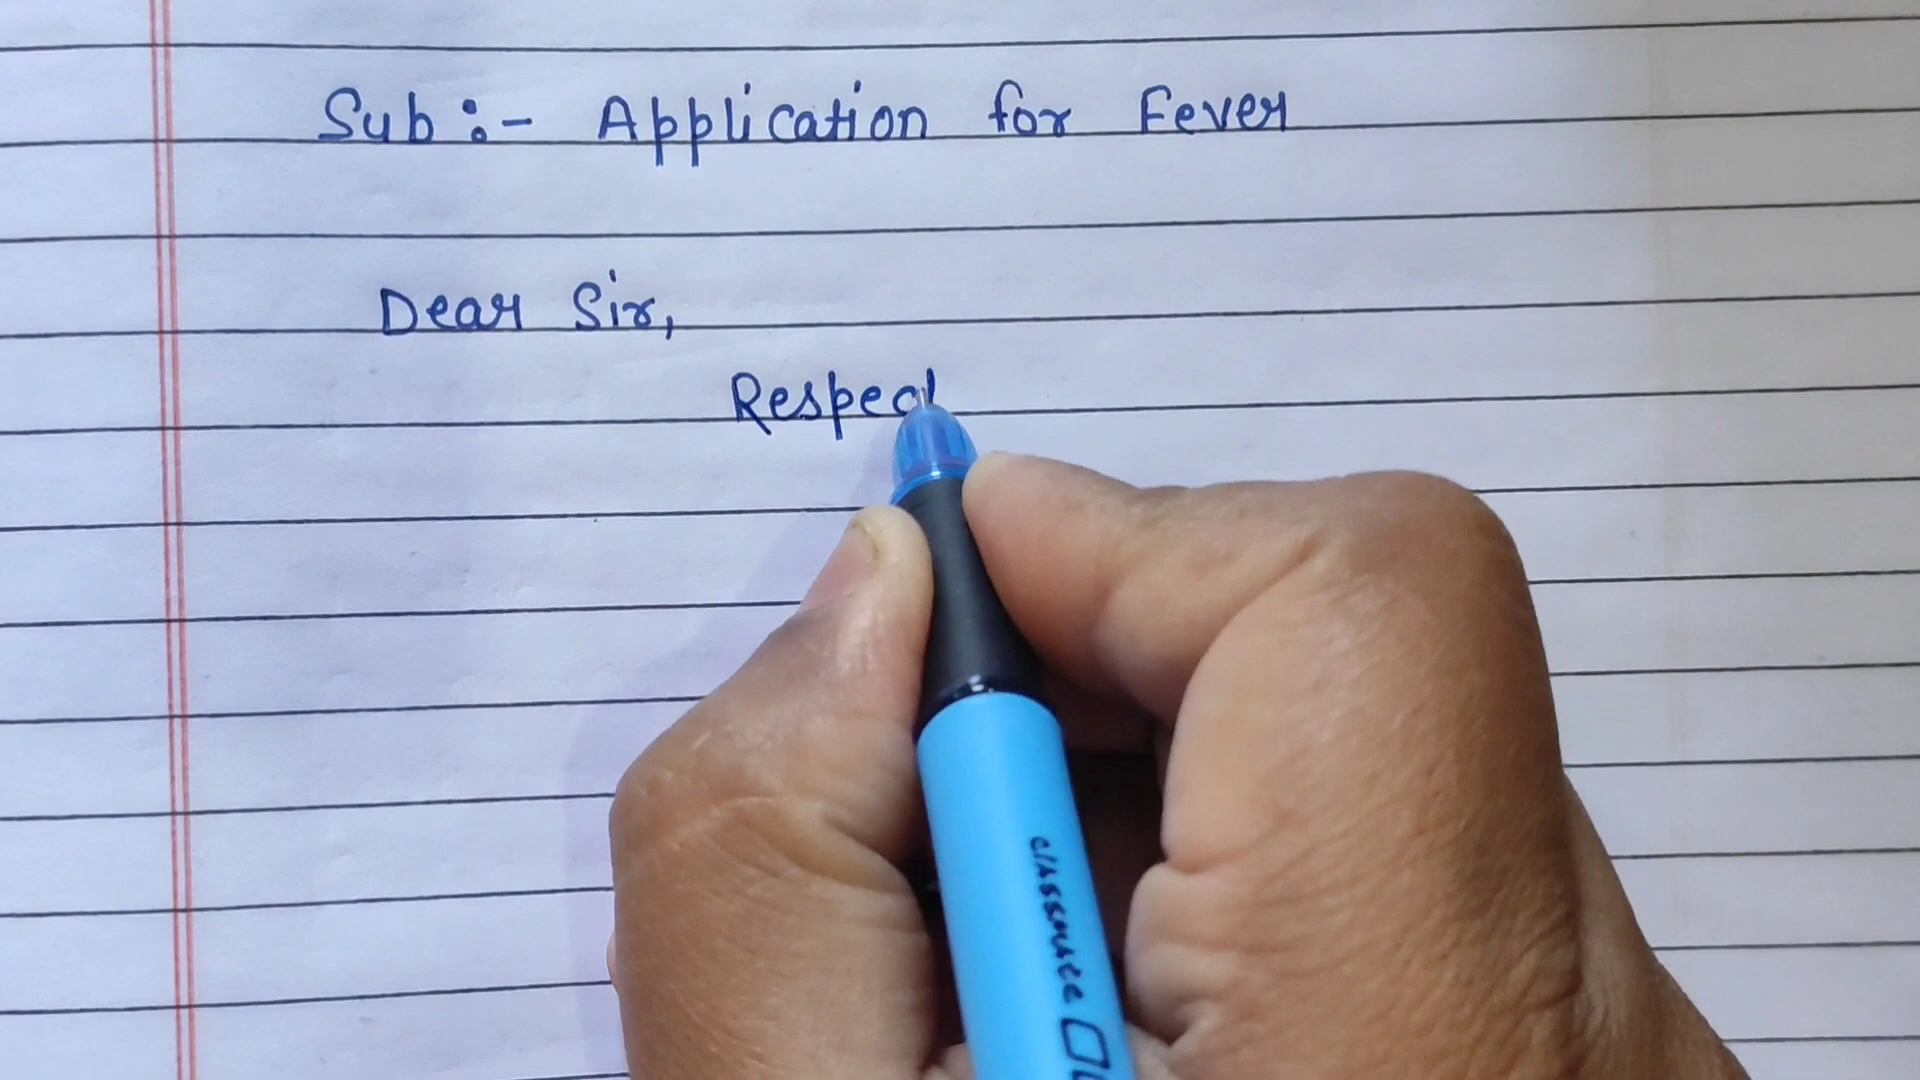 Sub :- Application for Fever
Dear Sir,
Respect